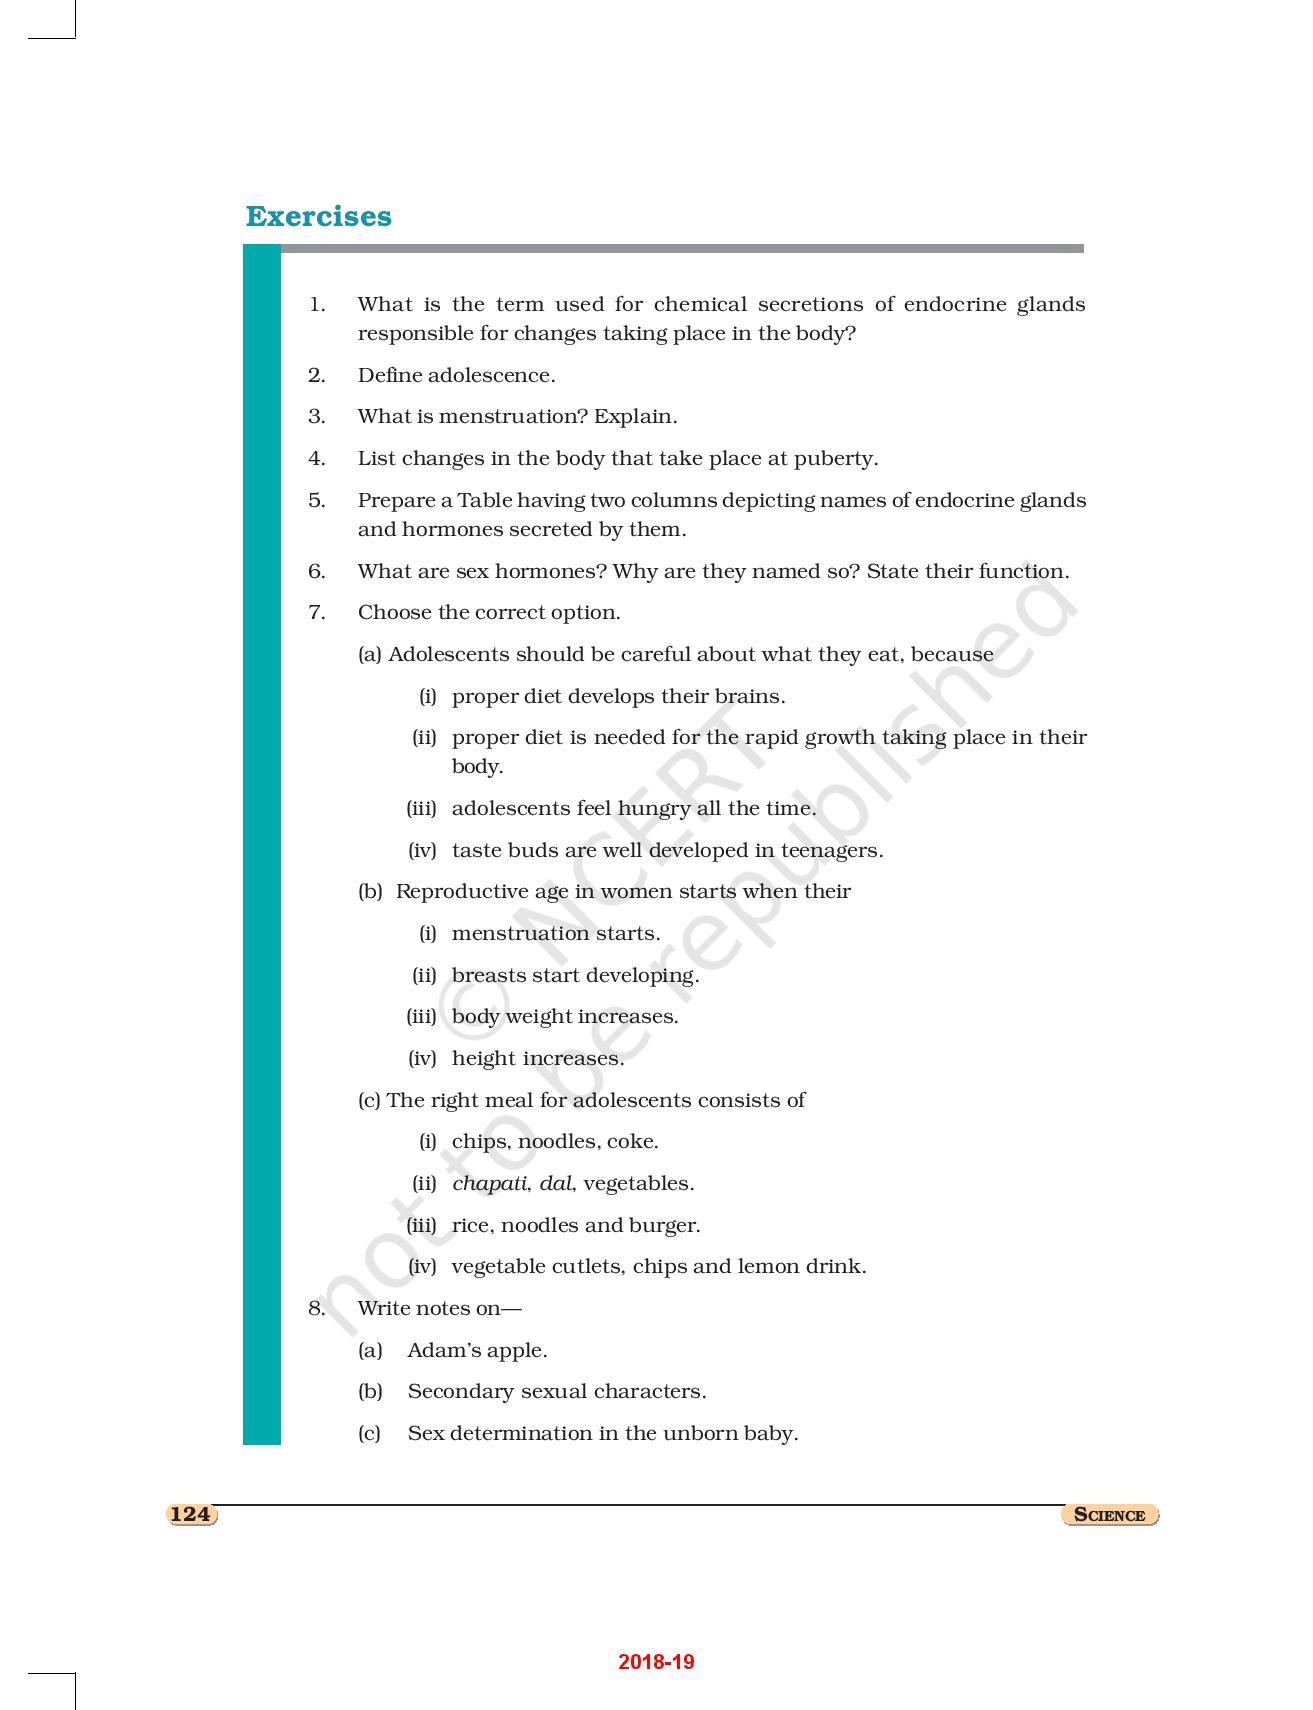 Exercises
1. What is the term used for chemical secretions of endocrine glands
responsible for changes taking place in the body?
2. Define adolescence.
3. What is menstruation? Explain.
4. List changes in the body that take place at puberty.
5. Prepare a Table having two columns depicting names of endocrine glands
and hormones secreted by them.
6. What are sex hormones? Why are they named so? State their function.
7. Choose the correct option.
(a) Adolescents should be careful about what they eat, because
(i) proper diet develops their brains.
(ii) proper diet is needed for the rapid growth taking place in their
body.
(iii) adolescents feel hungry all the time.
(iv) taste buds are well developed in teenagers.
(b) Reproductive age in women starts when their
(i) menstruation starts.
(ii) breasts start developing.
(iii) body weight increases.
(iv) height increases.
(c) The right meal for adolescents consists of
(i) chips, noodles, coke.
(ii) chapati, dal, vegetables.
(iii) rice, noodles and burger.
(iv) vegetable cutlets, chips and lemon drink.
8. Write notes on—
(a) Adam's apple.
(b) Secondary sexual characters.
(c) Sex determination in the unborn baby.
© NCERT
not to be republished
124 SCIENCE
2018-19